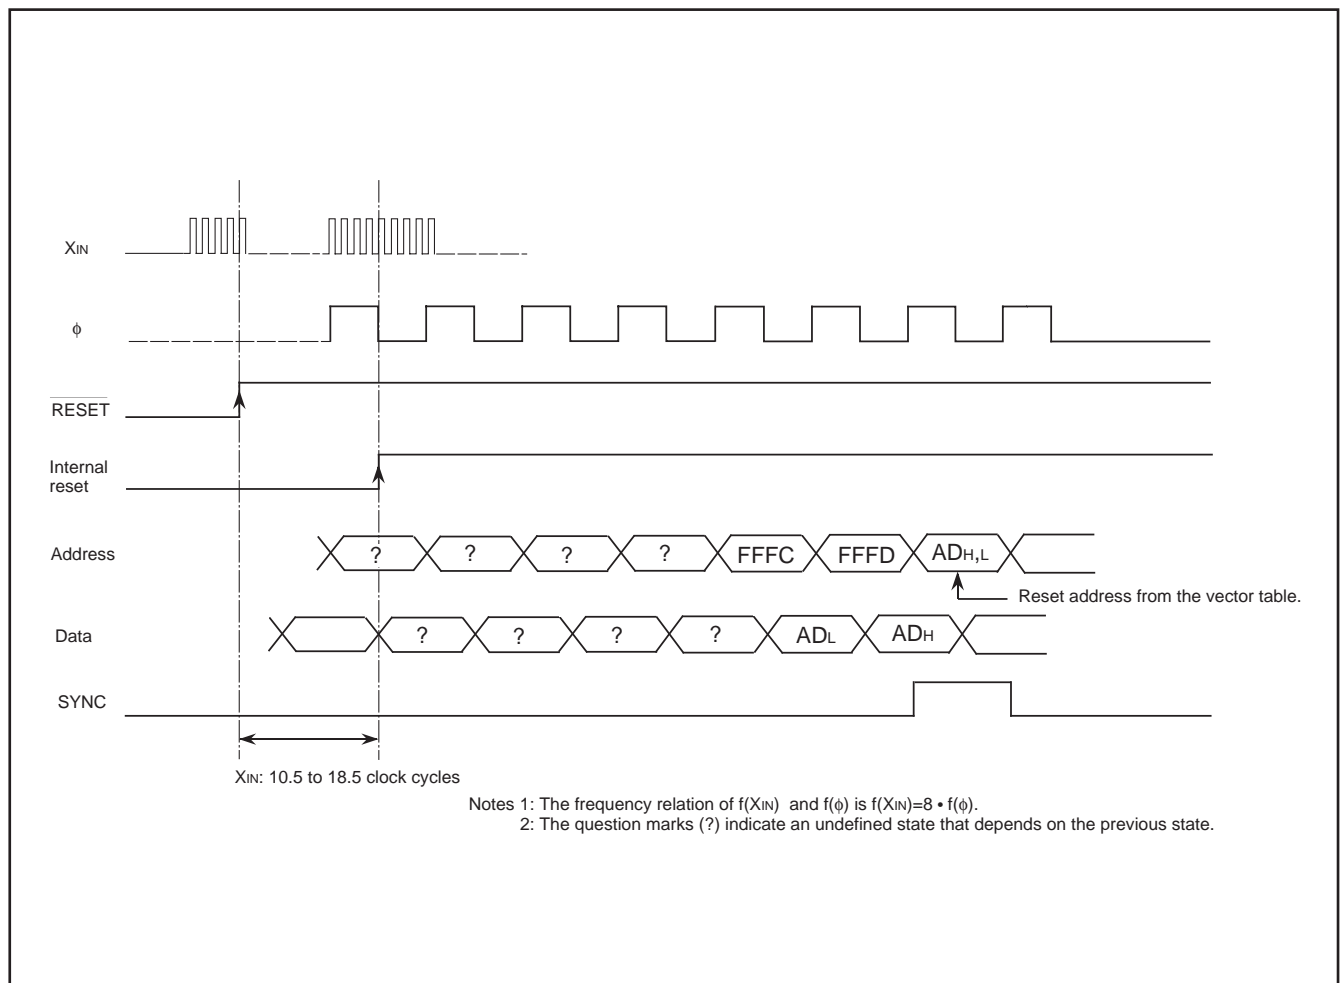 XIN
ϕ
RESET
Internal
reset
Address
? ? ? ? FFFC FFFD ADH,L
Reset address from the vector table.
Data
? ? ? ? ADL ADH
SYNC
XIN: 10.5 to 18.5 clock cycles
Notes 1: The frequency relation of f(XIN) and f(ϕ) is f(XIN)=8 • f(ϕ).
2: The question marks (?) indicate an undefined state that depends on the previous state.